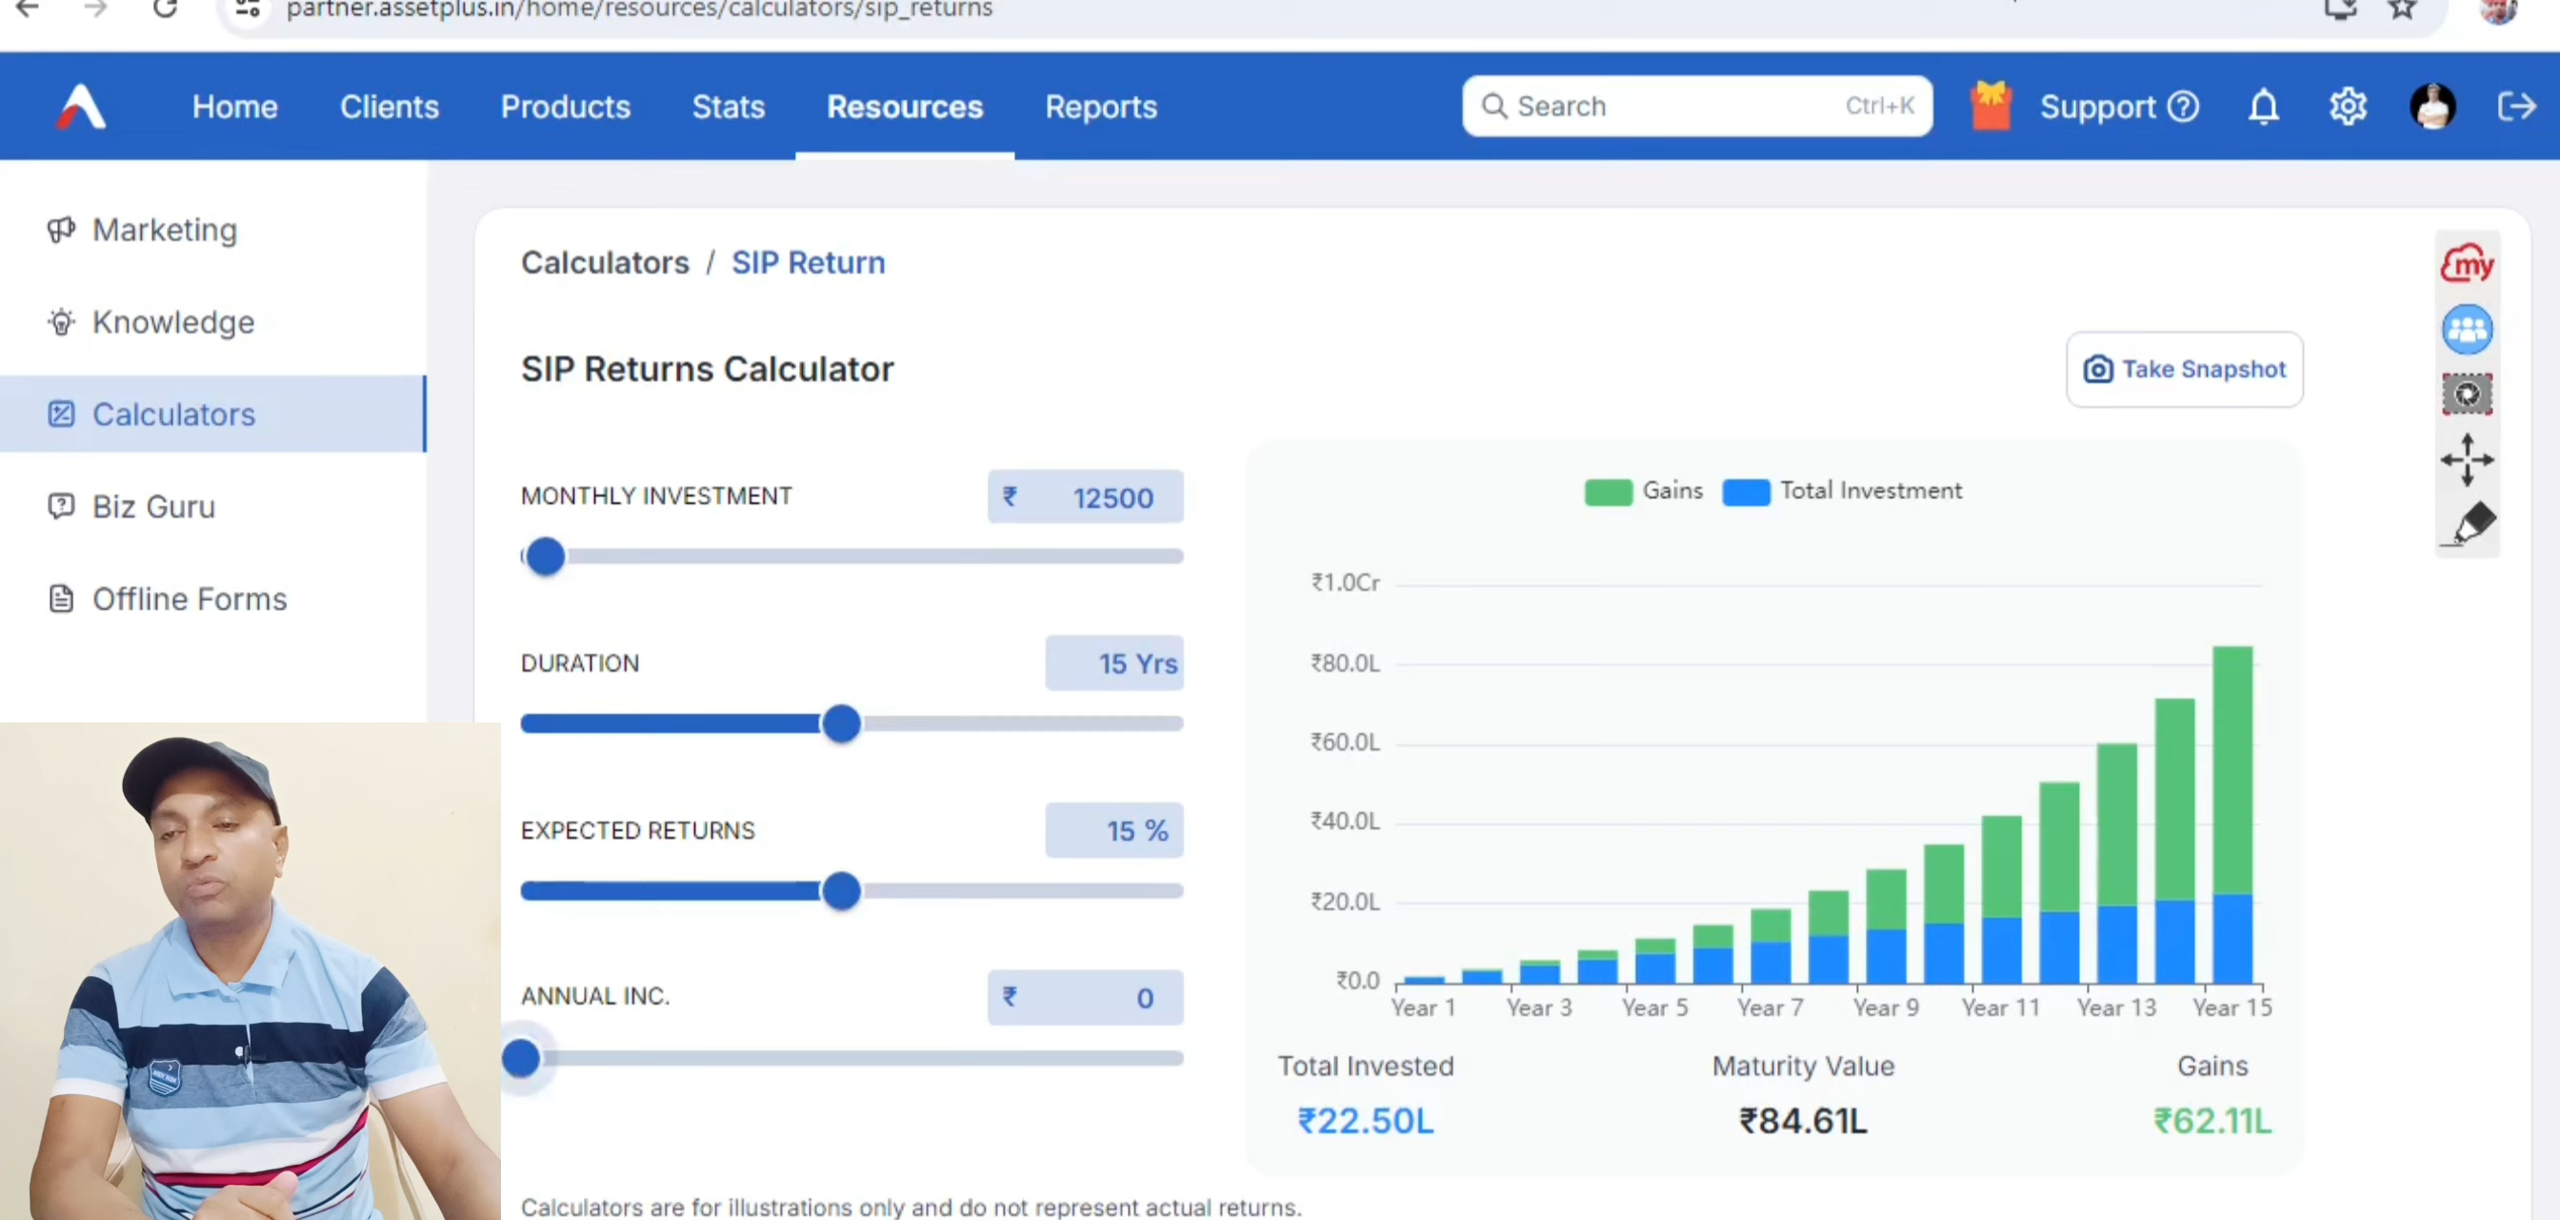 partner.assetplus.in/home/resources/calculators/sip_returns
Home Clients Products Stats Resources Reports Search Ctrl+K Support
Marketing
Knowledge
Calculators
Biz Guru
Offline Forms
Calculators / SIP Return
SIP Returns Calculator
Take Snapshot
MONTHLY INVESTMENT ₹ 12500
DURATION 15 Yrs
EXPECTED RETURNS 15 %
ANNUAL INC. ₹ 0
Gains Total Investment
₹1.0Cr
₹80.0L
₹60.0L
₹40.0L
₹20.0L
₹0.0
Year 1 Year 3 Year 5 Year 7 Year 9 Year 11 Year 13 Year 15
Total Invested Maturity Value Gains
₹22.50L ₹84.61L ₹62.11L
Calculators are for illustrations only and do not represent actual returns.
my